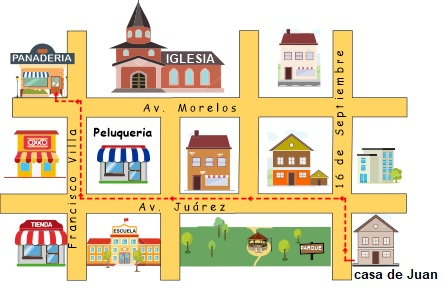 PANADERIA
IGLESIA
Av. Morelos
16 de Septiembre
OXXO
Francisco Villa
Peluqueria
TIENDA
ESCUELA
Av. Juárez
PARQUE
casa de Juan